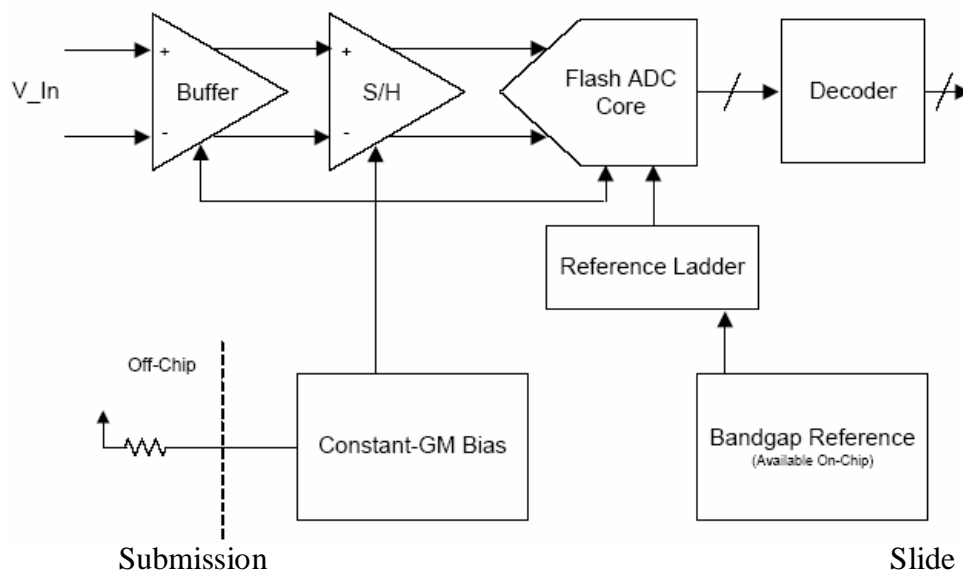 V_In
+
-
Buffer
+
-
S/H
Flash ADC
Core
Decoder
Reference Ladder
Off-Chip
Constant-GM Bias
Bandgap Reference
(Available On-Chip)
Submission
Slide